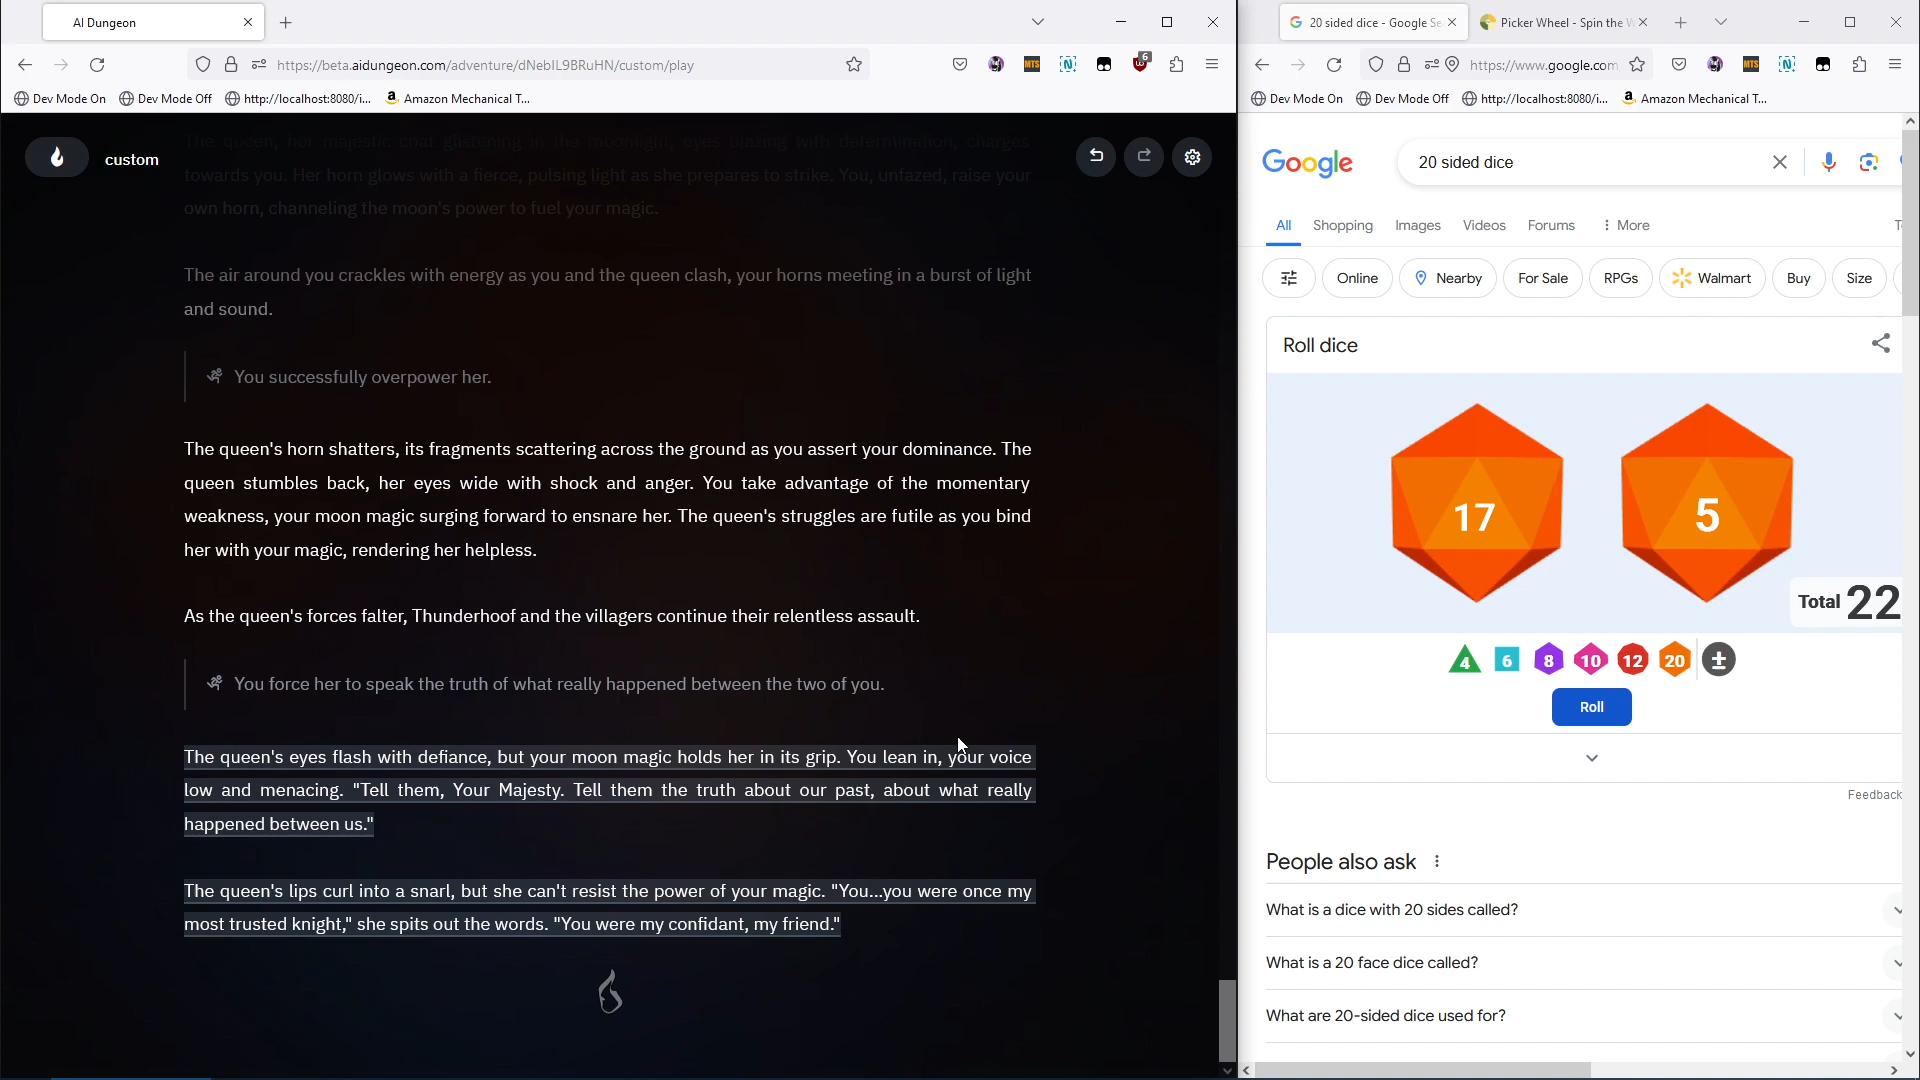 AI Dungeon
https://beta.aidungeon.com/adventure/dNebIL9BRuHN/custom/play
MTS
N
6
Dev Mode On
Dev Mode Off
http://localhost:8080/i...
Amazon Mechanical T...
custom
The queen, her majestic coat glistening in the moonlight, eyes blazing with determination, charges
towards you. Her horn glows with a fierce, pulsing light as she prepares to strike. You, unfazed, raise your
own horn, channeling the moon's power to fuel your magic.
The air around you crackles with energy as you and the queen clash, your horns meeting in a burst of light
and sound.
You successfully overpower her.
The queen's horn shatters, its fragments scattering across the ground as you assert your dominance. The
queen stumbles back, her eyes wide with shock and anger. You take advantage of the momentary
weakness, your moon magic surging forward to ensnare her. The queen's struggles are futile as you bind
her with your magic, rendering her helpless.
As the queen's forces falter, Thunderhoof and the villagers continue their relentless assault.
You force her to speak the truth of what really happened between the two of you.
The queen's eyes flash with defiance, but your moon magic holds her in its grip. You lean in, your voice
low and menacing. "Tell them, Your Majesty. Tell them the truth about our past, about what really
happened between us."
The queen's lips curl into a snarl, but she can't resist the power of your magic. "You...you were once my
most trusted knight," she spits out the words. "You were my confidant, my friend."
20 sided dice - Google Se
Picker Wheel - Spin the W
https://www.google.com
MTS
N
Dev Mode On
Dev Mode Off
http://localhost:8080/i...
Amazon Mechanical T...
Google
20 sided dice
All
Shopping
Images
Videos
Forums
More
Online
Nearby
For Sale
RPGs
Walmart
Buy
Size
Roll dice
17
5
Total 22
4
6
8
10
12
20
±
Roll
Feedback
People also ask
What is a dice with 20 sides called?
What is a 20 face dice called?
What are 20-sided dice used for?